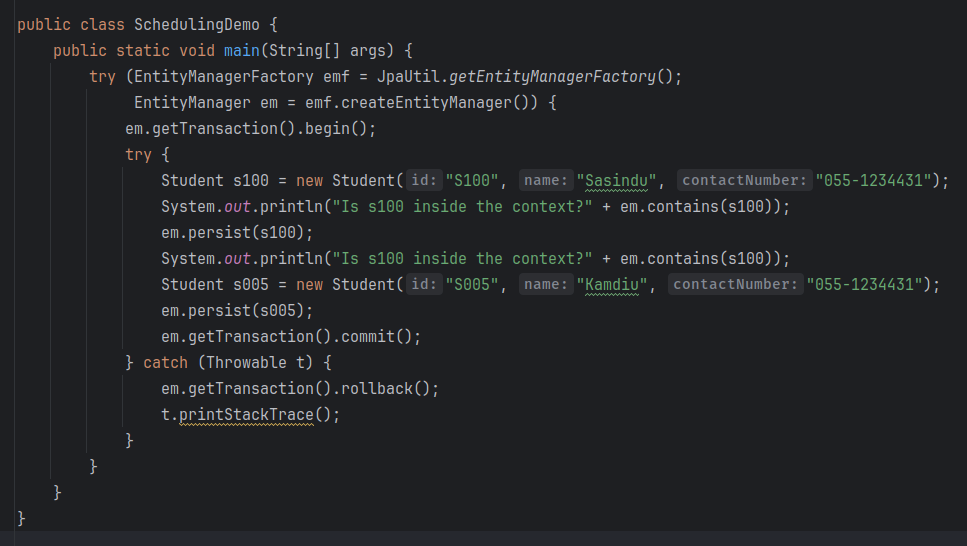 public class SchedulingDemo {
    public static void main(String[] args) {
        try (EntityManagerFactory emf = JpaUtil.getEntityManagerFactory();
             EntityManager em = emf.createEntityManager()) {
            em.getTransaction().begin();
            try {
                Student s100 = new Student( id: "S100", name: "Sasindu", contactNumber: "055-1234431");
                System.out.println("Is s100 inside the context?" + em.contains(s100));
                em.persist(s100);
                System.out.println("Is s100 inside the context?" + em.contains(s100));
                Student s005 = new Student( id: "S005", name: "Kamdiu", contactNumber: "055-1234431");
                em.persist(s005);
                em.getTransaction().commit();
            } catch (Throwable t) {
                em.getTransaction().rollback();
                t.printStackTrace();
            }
        }
    }
}